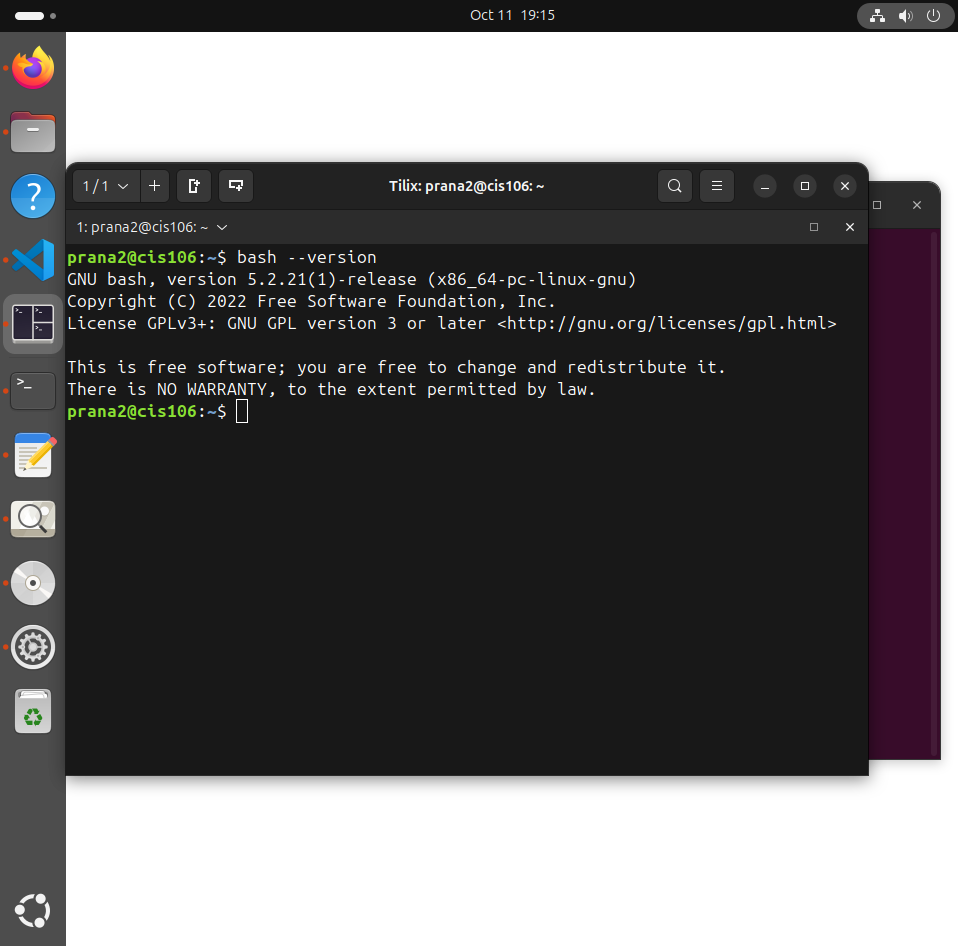 Oct 11 19:15
1 / 1
Tilix: prana2@cis106: ~
1: prana2@cis106: ~
prana2@cis106:~$ bash --version
GNU bash, version 5.2.21(1)-release (x86_64-pc-linux-gnu)
Copyright (C) 2022 Free Software Foundation, Inc.
License GPLv3+: GNU GPL version 3 or later <http://gnu.org/licenses/gpl.html>
This is free software; you are free to change and redistribute it.
There is NO WARRANTY, to the extent permitted by law.
prana2@cis106:~$